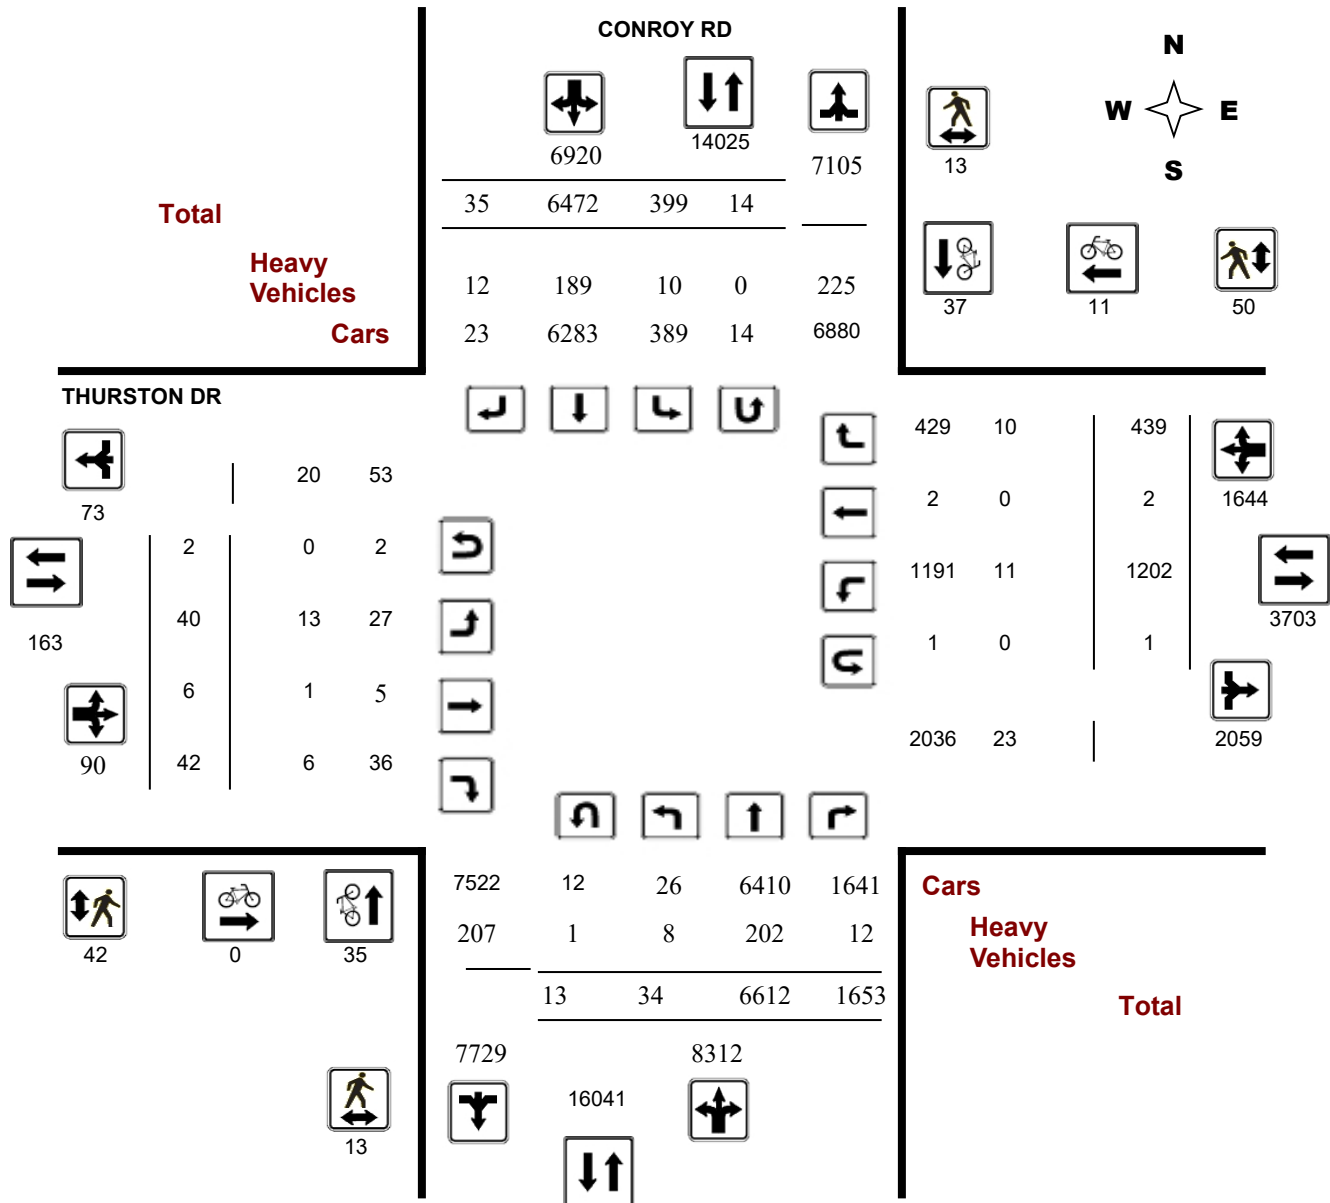 CONROY RD
N
W E
S
6920 14025 7105 13
35 6472 399 14
Total
Heavy
Vehicles
12 189 10 0 225
Cars
23 6283 389 14 6880
37 11 50
THURSTON DR
429 10 439
20 53
73
2 0 2
1644
2 0 2
1191 11 1202
40 13 27
3703
163
1 0 1
6 1 5
2036 23 2059
90
42 6 36
7522 12 26 6410 1641
Cars
207 1 8 202 12
Heavy
Vehicles
42 0 35
13 34 6612 1653
Total
7729 8312
16041
13